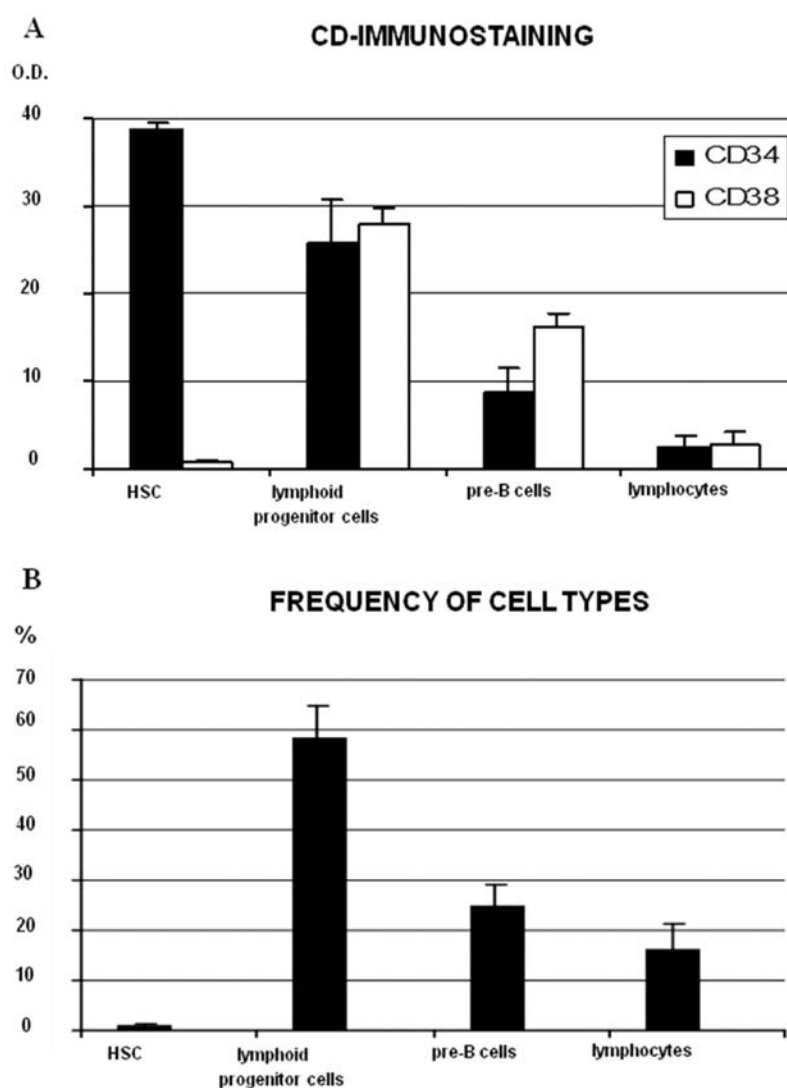 A
CD-IMMUNOSTAINING
O.D.
40
30
20
10
0
CD34
CD38
HSC
lymphoid
progenitor cells
pre-B cells
lymphocytes
B
FREQUENCY OF CELL TYPES
%
70
60
50
40
30
20
10
0
HSC
lymphoid
progenitor cells
pre-B cells
lymphocytes